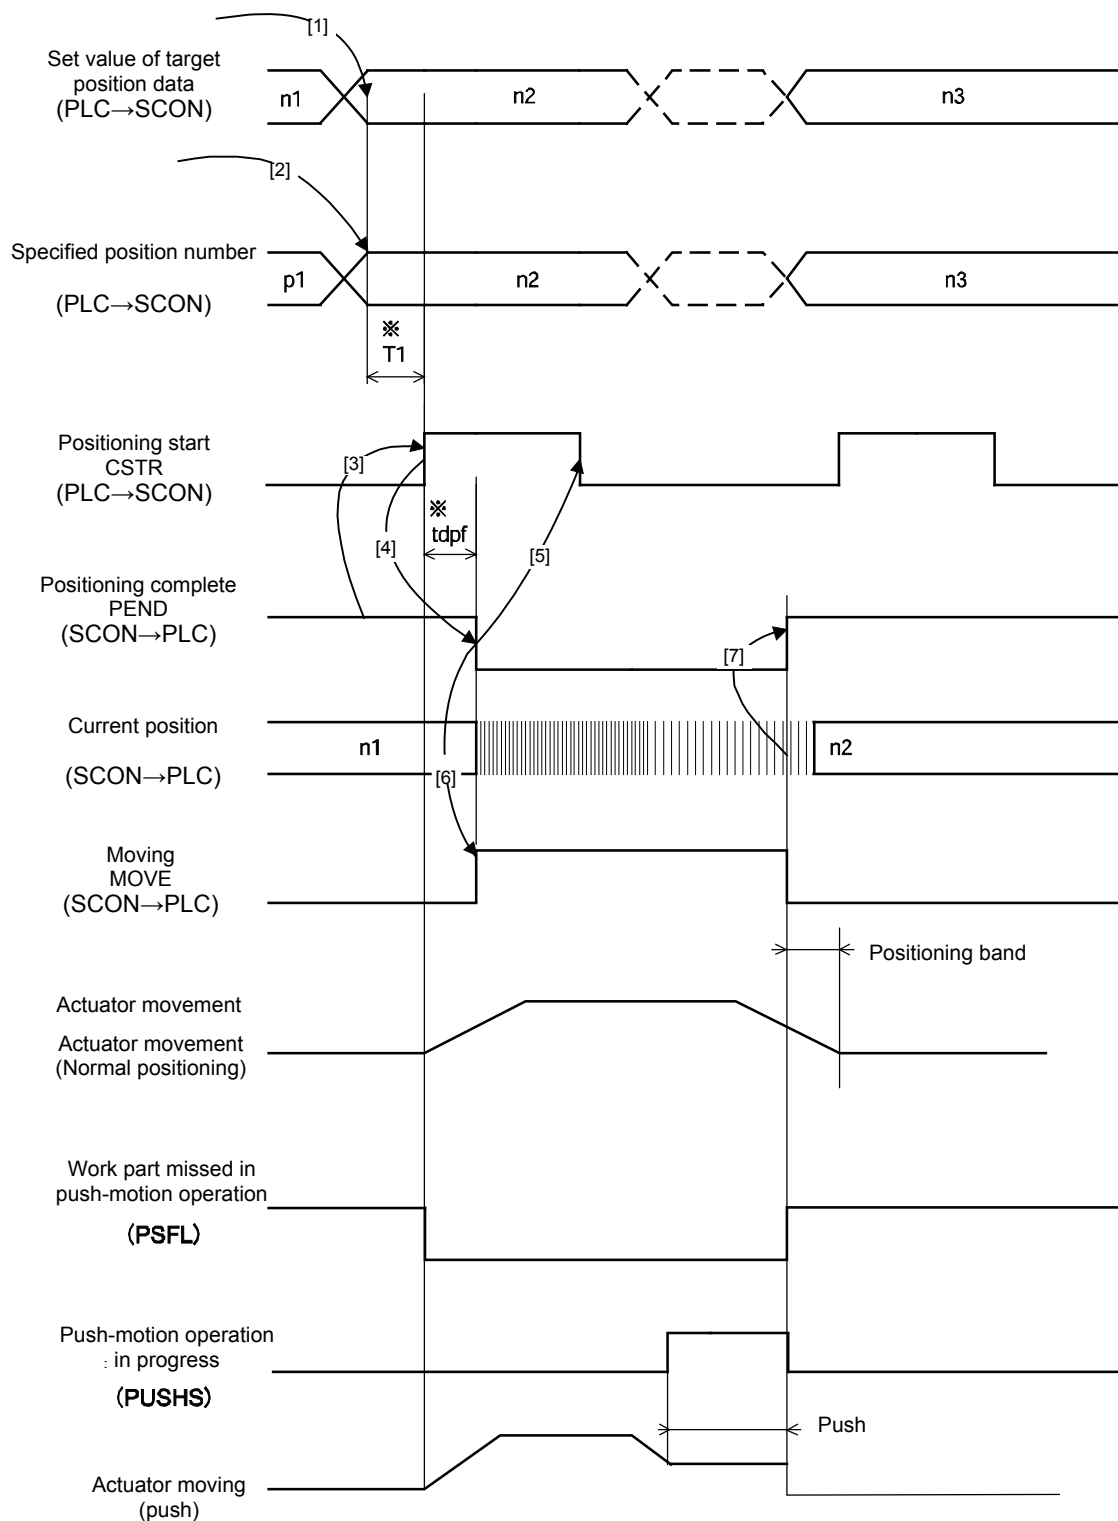 [1]
Set value of target
position data
(PLC→SCON)
n1
n2
n3
[2]
Specified position number
(PLC→SCON)
p1
n2
n3
※
T1
Positioning start
CSTR
(PLC→SCON)
[3]
※
tdpf
[4]
[5]
Positioning complete
PEND
(SCON→PLC)
[7]
Current position
(SCON→PLC)
n1
n2
[6]
Moving
MOVE
(SCON→PLC)
Positioning band
Actuator movement
Actuator movement
(Normal positioning)
Work part missed in
push-motion operation
(PSFL)
Push-motion operation
: in progress
(PUSHS)
Push
Actuator moving
(push)